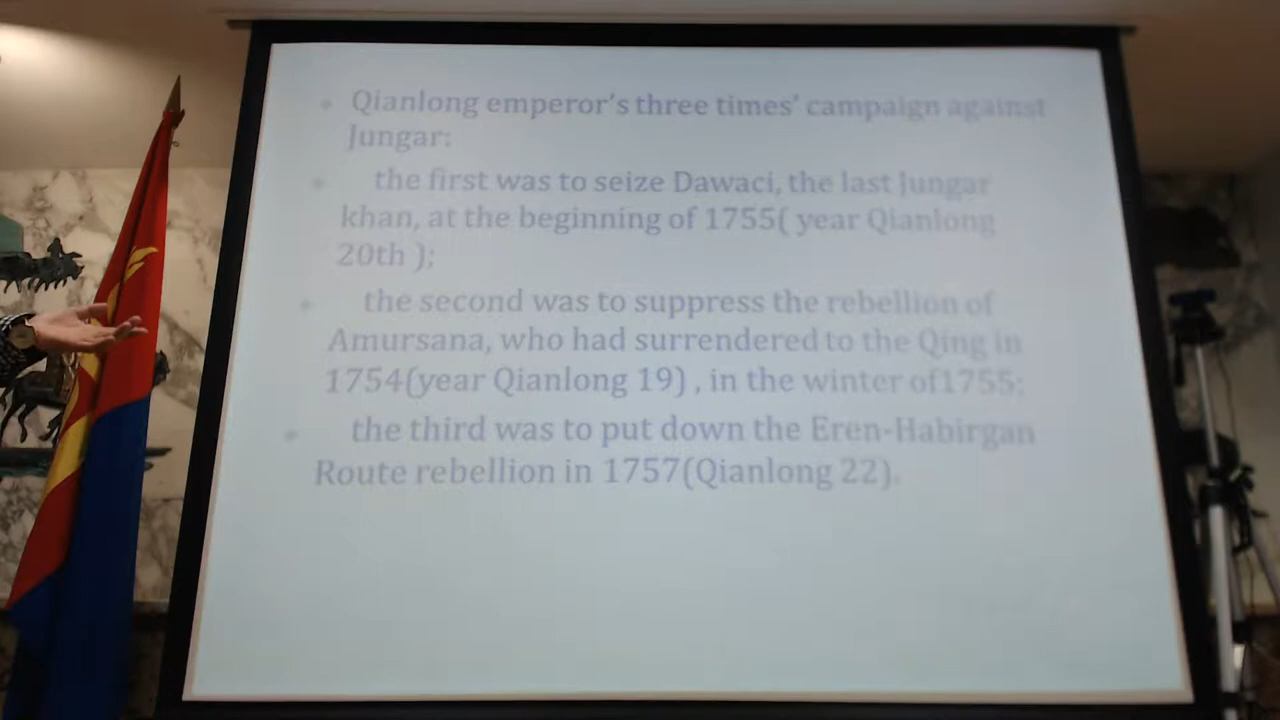 • Qianlong emperor's three times' campaign against
Jungar:
• the first was to seize Dawaci, the last Jungar
khan, at the beginning of 1755( year Qianlong
20th );
• the second was to suppress the rebellion of
Amursana, who had surrendered to the Qing in
1754(year Qianlong 19) , in the winter of1755;
• the third was to put down the Eren-Habirgan
Route rebellion in 1757(Qianlong 22).